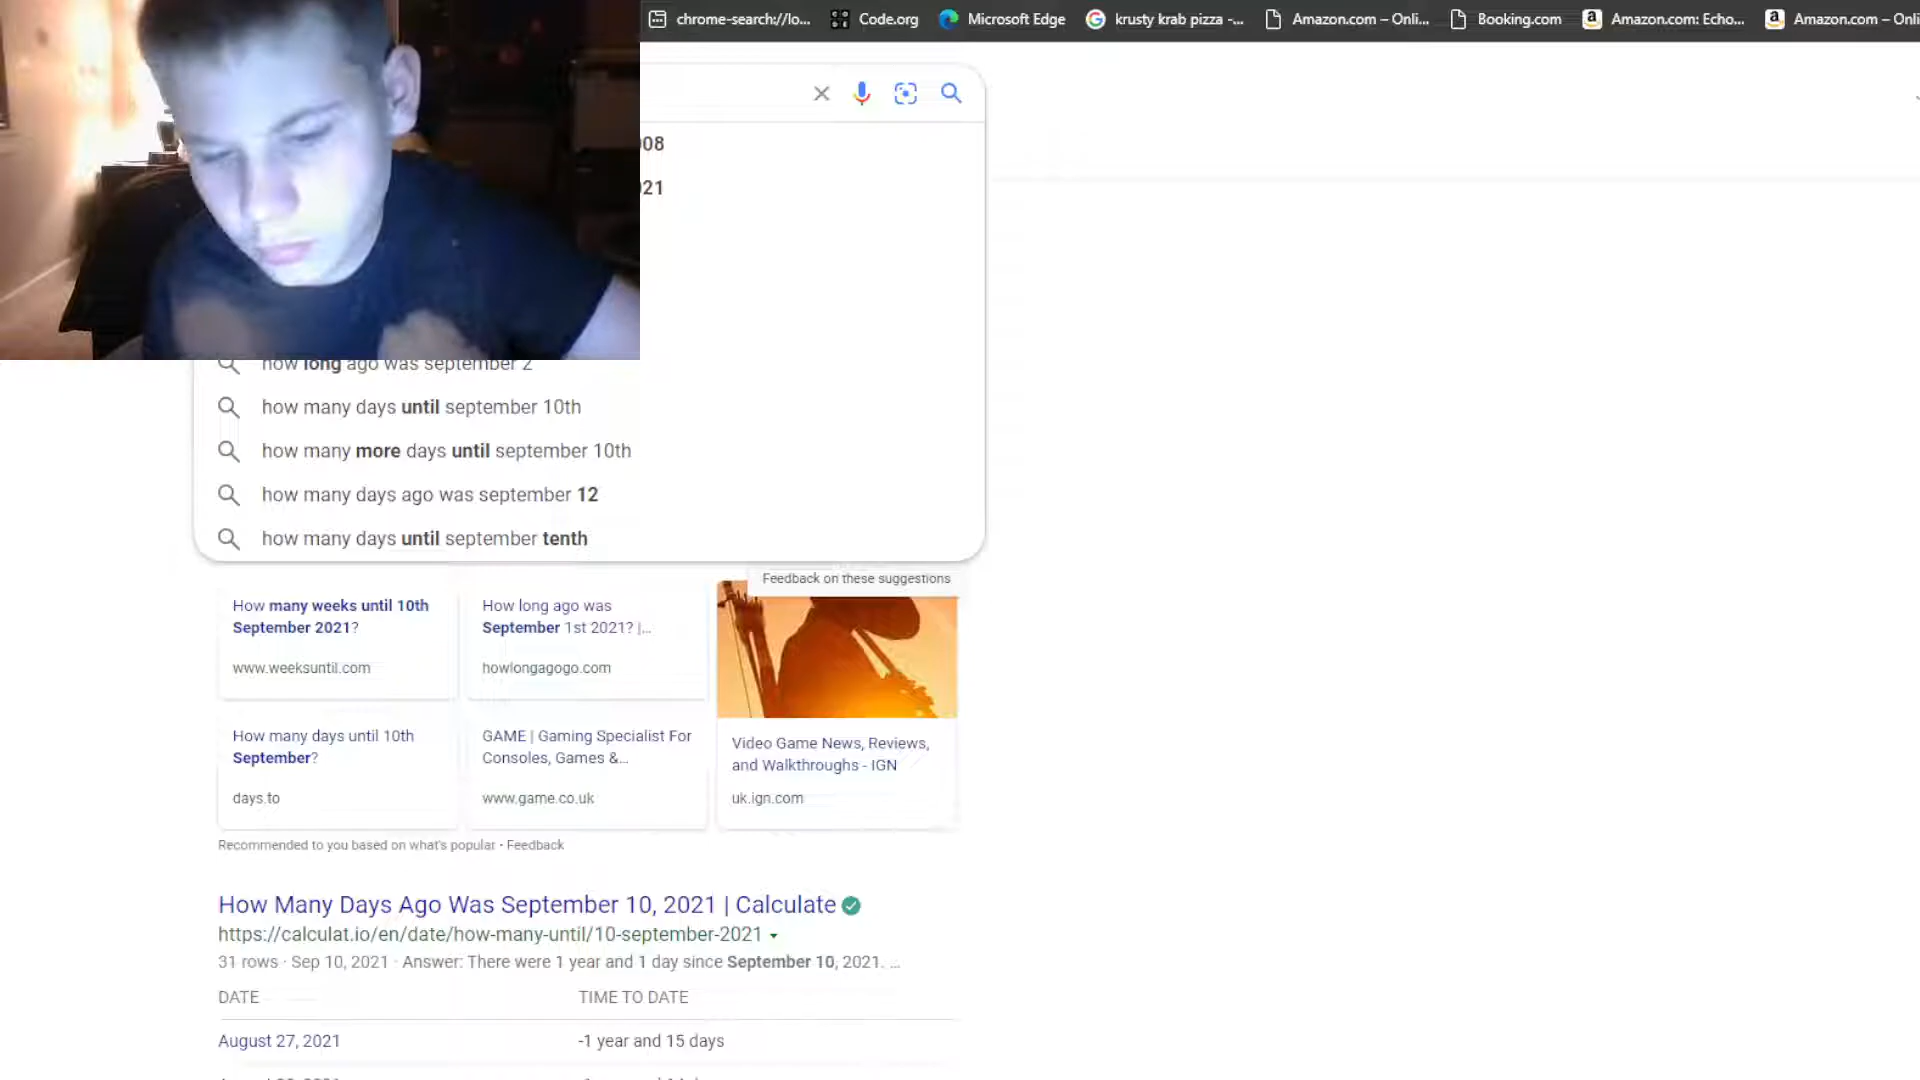 chrome-search://lo...
Code.org
Microsoft Edge
krusty krab pizza -...
Amazon.com – Onli...
Booking.com
Amazon.com: Echo...
Amazon.com – Onli
08
21
how long ago was september 2
how many days until september 10th
how many more days until september 10th
how many days ago was september 12
how many days until september tenth
Feedback on these suggestions
How many weeks until 10th
September 2021?
www.weeksuntil.com
How long ago was
September 1st 2021? |...
howlongagogo.com
How many days until 10th
September?
days.to
GAME | Gaming Specialist For
Consoles, Games &...
www.game.co.uk
Video Game News, Reviews,
and Walkthroughs - IGN
uk.ign.com
Recommended to you based on what's popular • Feedback
How Many Days Ago Was September 10, 2021 | Calculate
https://calculat.io/en/date/how-many-until/10-september-2021
31 rows · Sep 10, 2021 · Answer: There were 1 year and 1 day since September 10, 2021. ...
DATE
TIME TO DATE
August 27, 2021
-1 year and 15 days